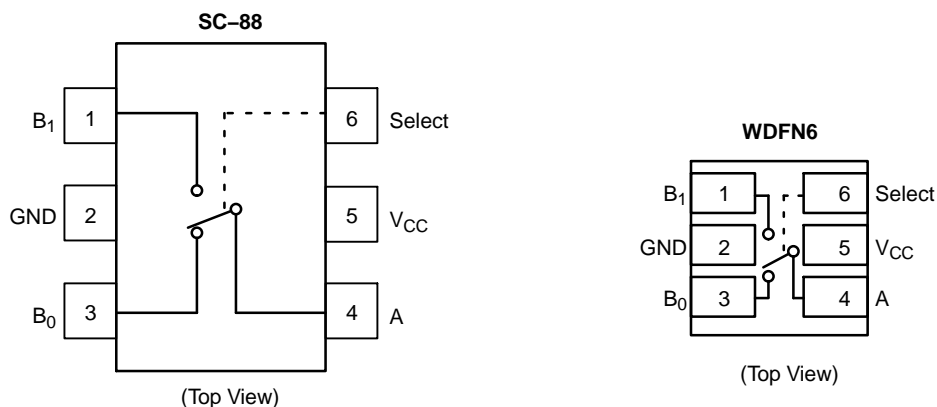 SC–88
B1
1
6
Select
GND
2
5
VCC
B0
3
4
A
(Top View)
WDFN6
B1
1
6
Select
GND
2
5
VCC
B0
3
4
A
(Top View)